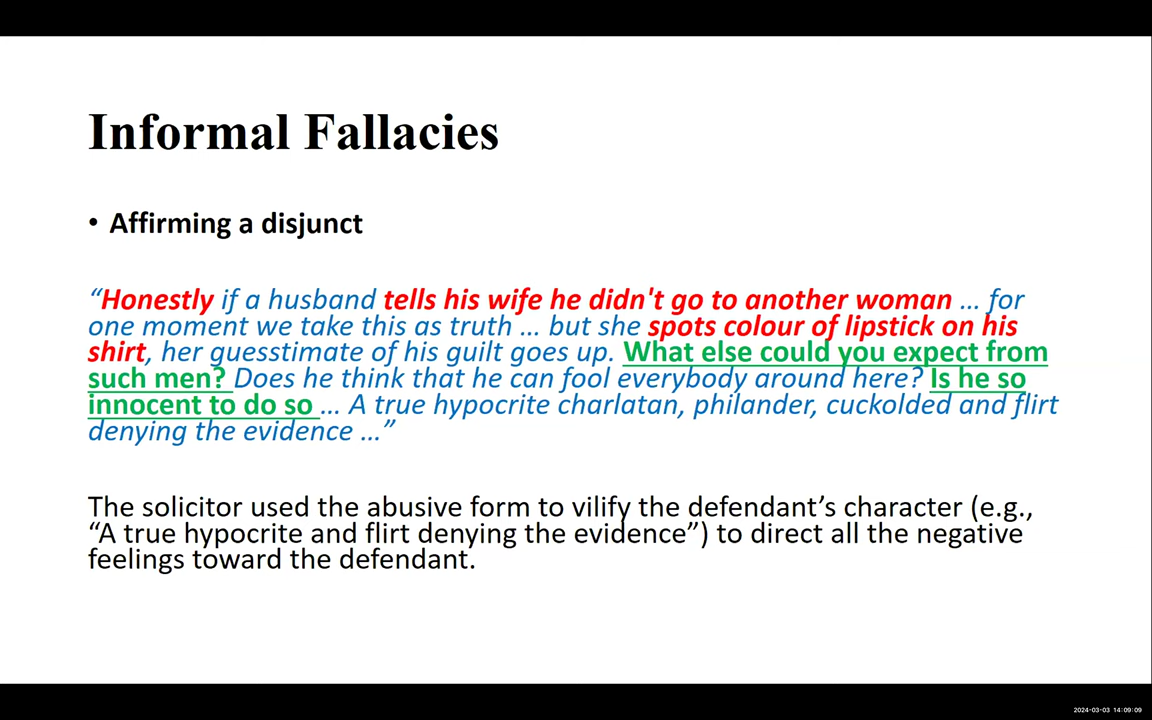 Informal Fallacies
• Affirming a disjunct
“Honestly if a husband tells his wife he didn't go to another woman … for
one moment we take this as truth … but she spots colour of lipstick on his
shirt, her guesstimate of his guilt goes up. What else could you expect from
such men? Does he think that he can fool everybody around here? Is he so
innocent to do so … A true hypocrite charlatan, philander, cuckolded and flirt
denying the evidence …”
The solicitor used the abusive form to vilify the defendant’s character (e.g.,
“A true hypocrite and flirt denying the evidence”) to direct all the negative
feelings toward the defendant.
2024-03-03 14:09:09